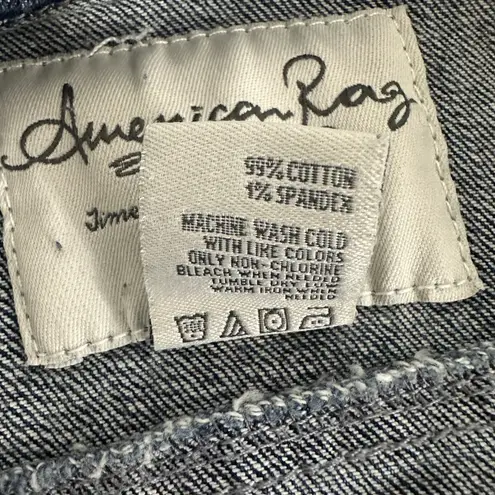 American Rag
Time
99% COTTON
1% SPANDEX
MACHINE WASH COLD
WITH LIKE COLORS
ONLY NON-CHLORINE
BLEACH WHEN NEEDED
TUMBLE DRY LOW
WARM IRON WHEN
NEEDED